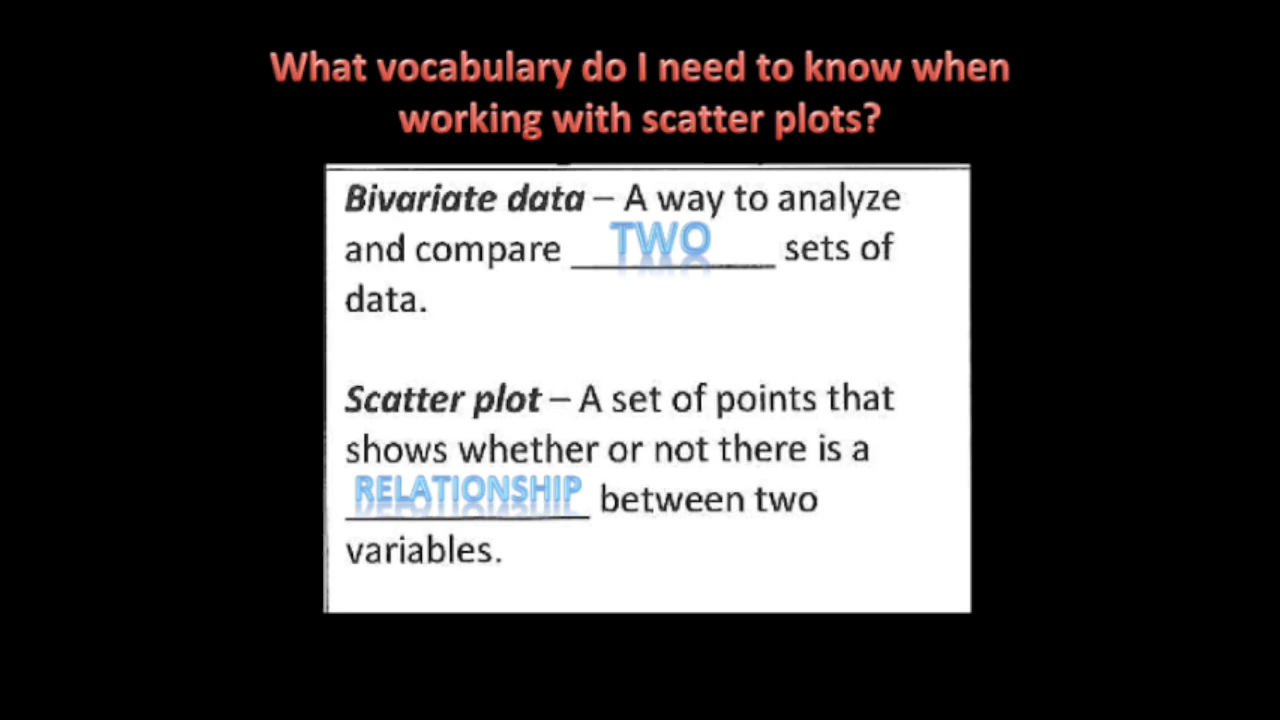 What vocabulary do I need to know when
working with scatter plots?
Bivariate data – A way to analyze
and compare TWO sets of
data.
Scatter plot – A set of points that
shows whether or not there is a
RELATIONSHIP between two
variables.